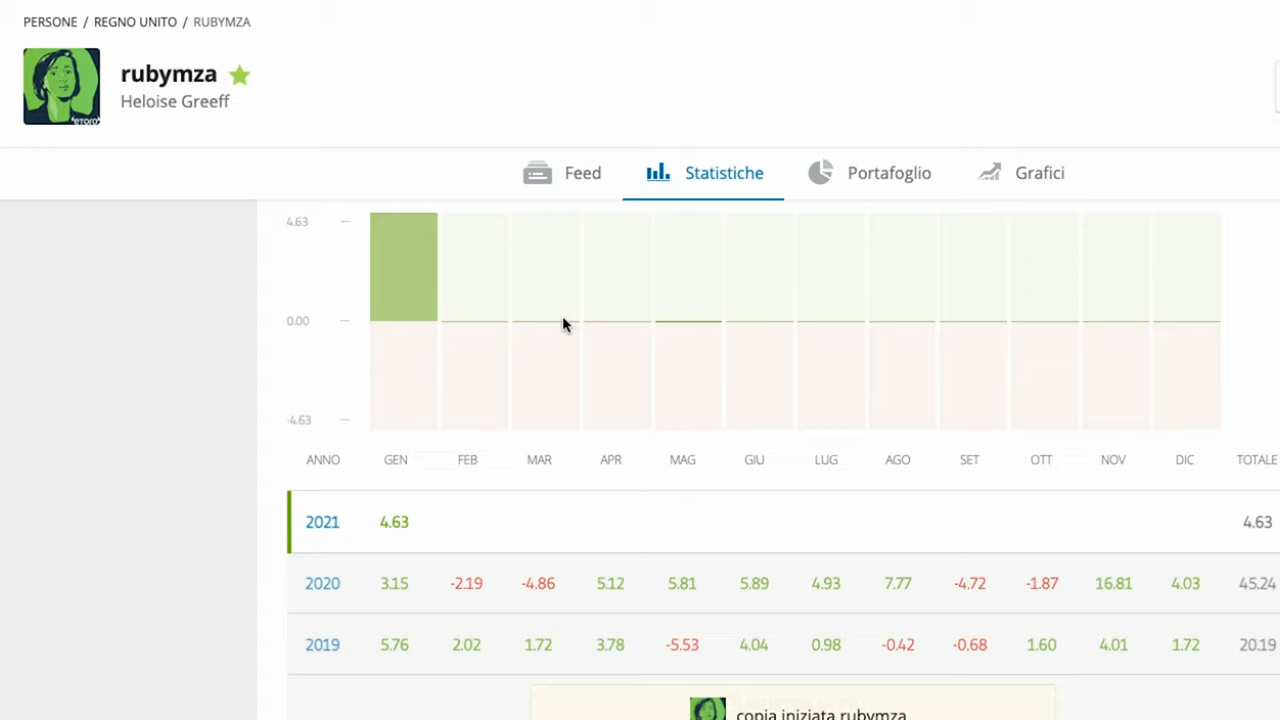 PERSONE / REGNO UNITO / RUBYMZA
rubymza
Heloise Greeff
'eToro'
Feed
Statistiche
Portafoglio
Grafici
4.63
0.00
-4.63
ANNO GEN FEB MAR APR MAG GIU LUG AGO SET OTT NOV DIC TOTALE
2021 4.63 4.63
2020 3.15 -2.19 -4.86 5.12 5.81 5.89 4.93 7.77 -4.72 -1.87 16.81 4.03 45.24
2019 5.76 2.02 1.72 3.78 -5.53 4.04 0.98 -0.42 -0.68 1.60 4.01 1.72 20.19
copia iniziata rubymza